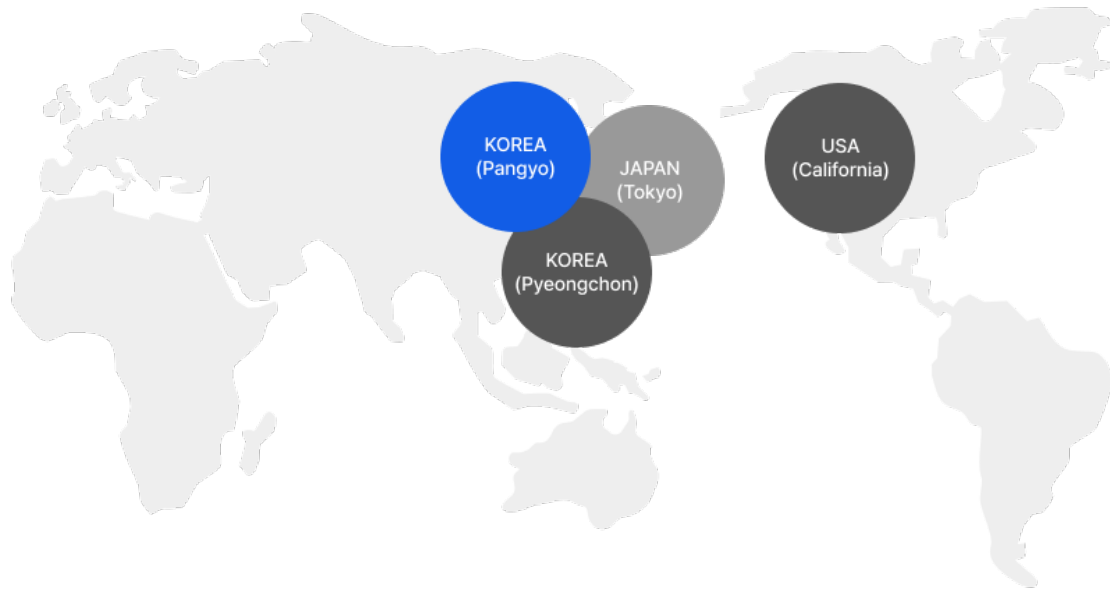 KOREA
(Pangyo)
JAPAN
(Tokyo)
USA
(California)
KOREA
(Pyeongchon)